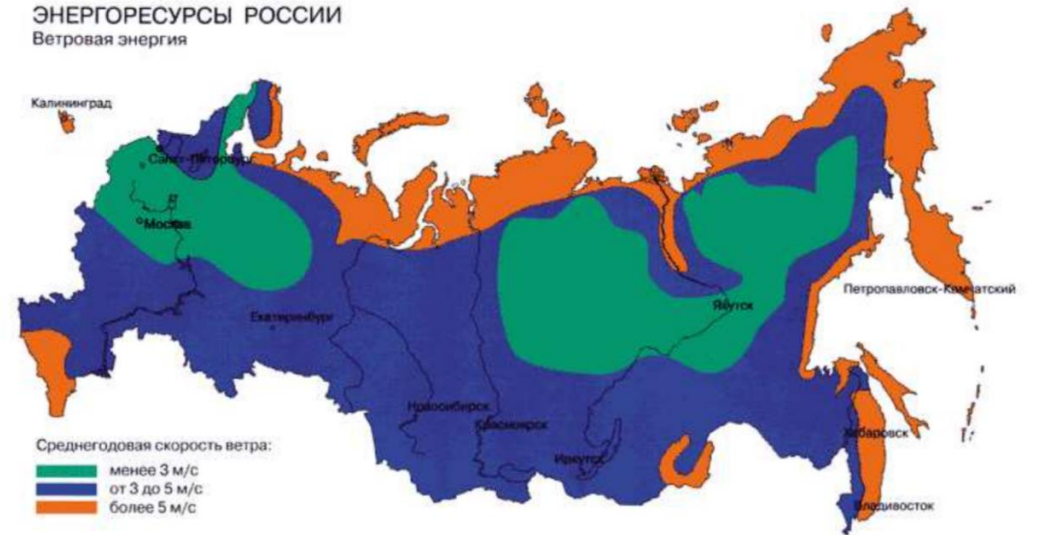 ЭНЕРГОРЕСУРСЫ РОССИИ
Ветровая энергия
Калининград
Санкт-Петербург
Москва
Петропавловск-Камчатский
Якутск
Екатеринбург
Новосибирск
Красноярск
Хабаровск
Иркутск
Владивосток
Среднегодовая скорость ветра:
менее 3 м/с
от 3 до 5 м/с
более 5 м/с